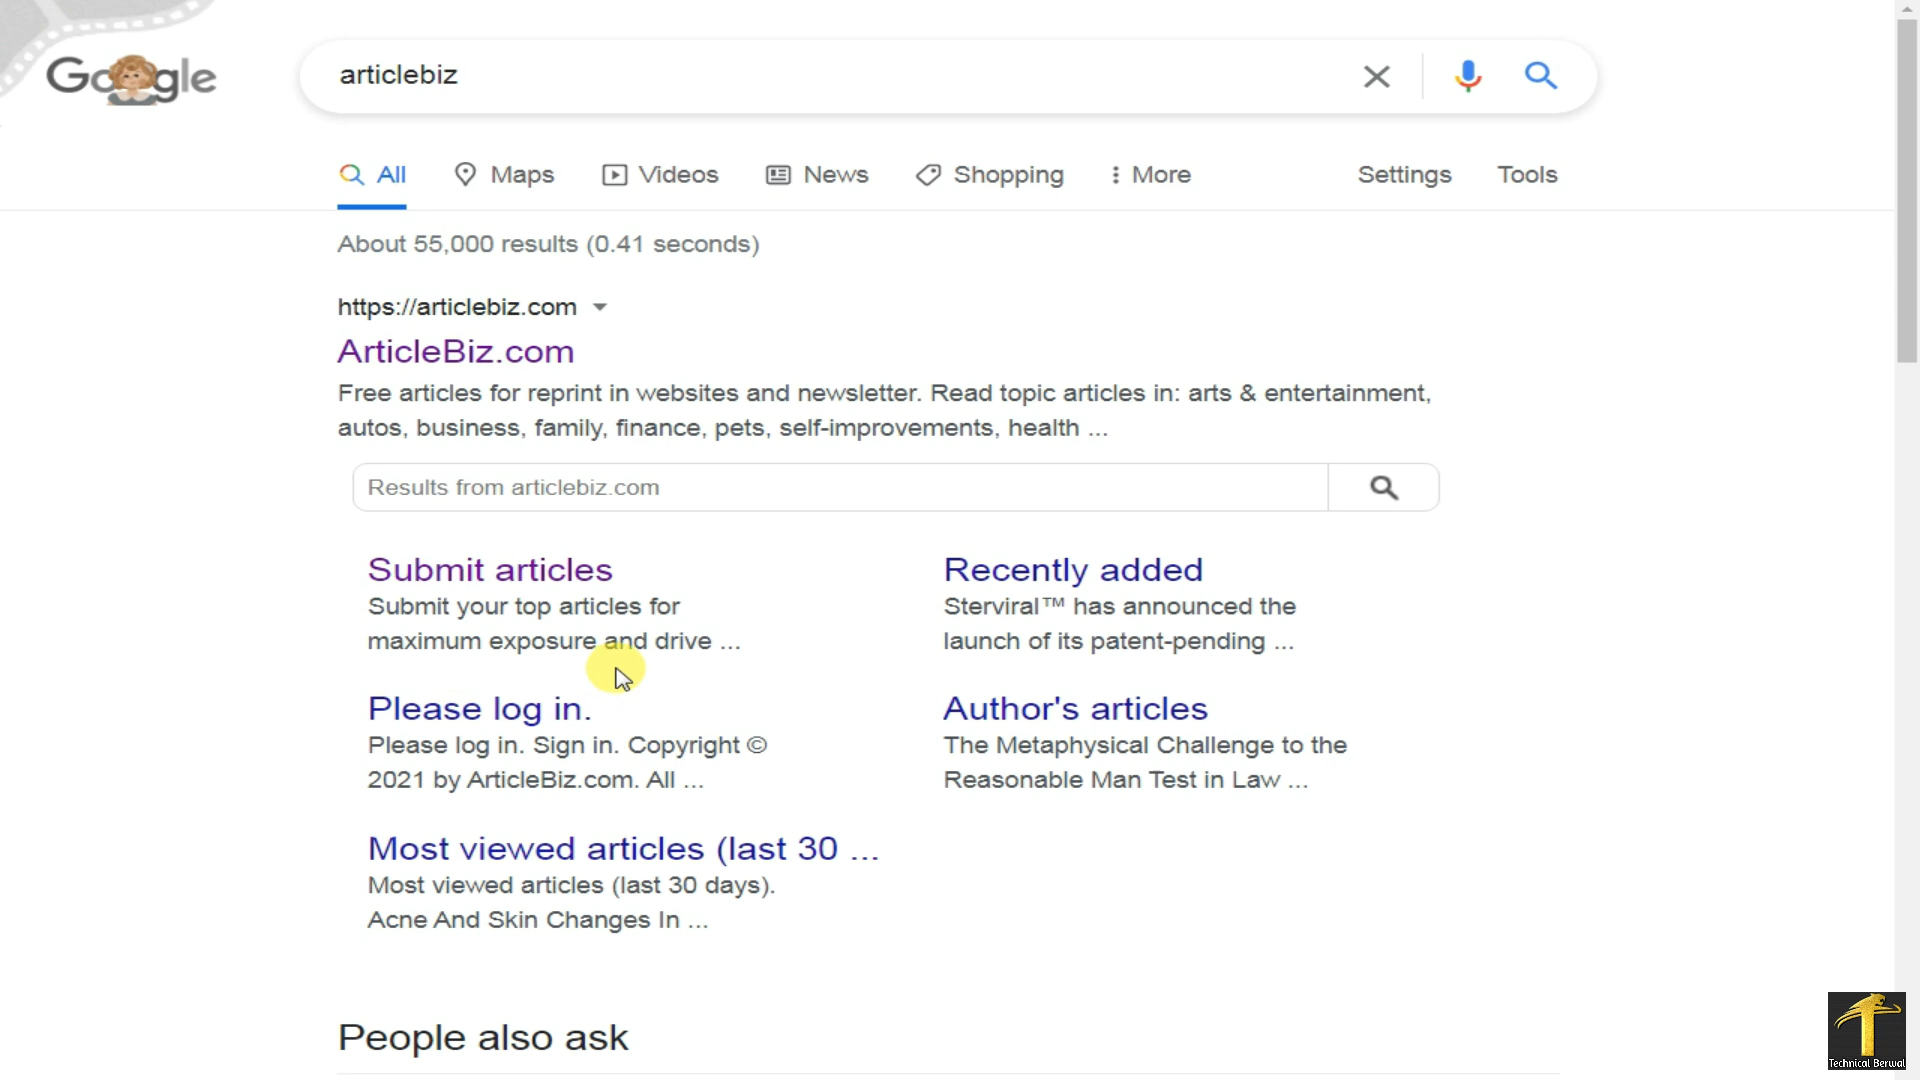 Google
articlebiz
All
Maps
Videos
News
Shopping
More
Settings
Tools
About 55,000 results (0.41 seconds)
https://articlebiz.com
ArticleBiz.com
Free articles for reprint in websites and newsletter. Read topic articles in: arts & entertainment,
autos, business, family, finance, pets, self-improvements, health ...
Results from articlebiz.com
Submit articles
Submit your top articles for
maximum exposure and drive ...
Recently added
Sterviral™ has announced the
launch of its patent-pending ...
Please log in.
Please log in. Sign in. Copyright ©
2021 by ArticleBiz.com. All ...
Author's articles
The Metaphysical Challenge to the
Reasonable Man Test in Law ...
Most viewed articles (last 30 ...
Most viewed articles (last 30 days).
Acne And Skin Changes In ...
People also ask
Technical Berwal